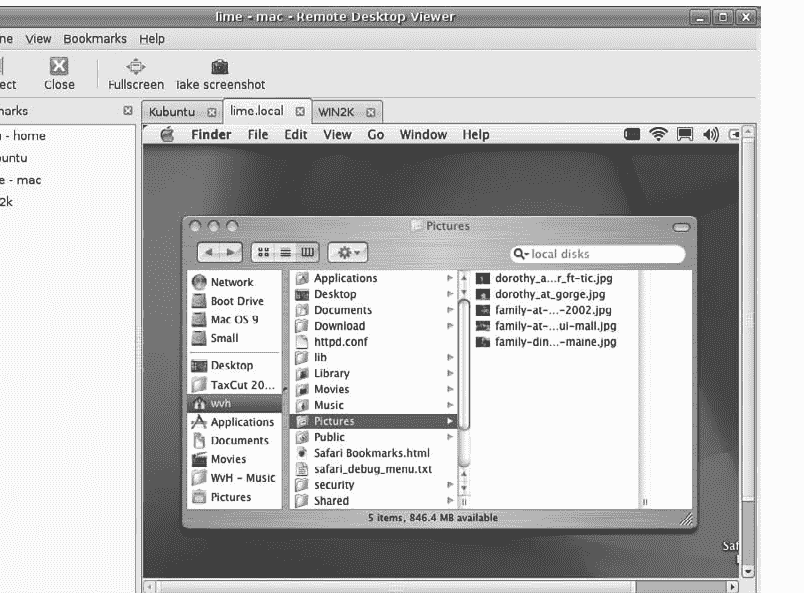 lime - mac - Remote Desktop Viewer
ne View Bookmarks Help
ect Close Fullscreen Take screenshot
narks Kubuntu lime.local WIN2K
- home
untu
e - mac
2k
Finder File Edit View Go Window Help
Pictures
local disks
Network
Boot Drive
Mac OS 9
Small
Desktop
TaxCut 20...
wvh
Applications
Documents
Movies
WvH - Music
Pictures
Applications
Desktop
Documents
Download
httpd.conf
lib
Library
Movies
Music
Pictures
Public
Safari Bookmarks.html
safari_debug_menu.txt
security
Shared
dorothy_a...r_ft-tic.jpg
dorothy_at_gorge.jpg
family-at-...-2002.jpg
family-at-...ui-mall.jpg
family-din...-maine.jpg
5 items, 846.4 MB available
Saf